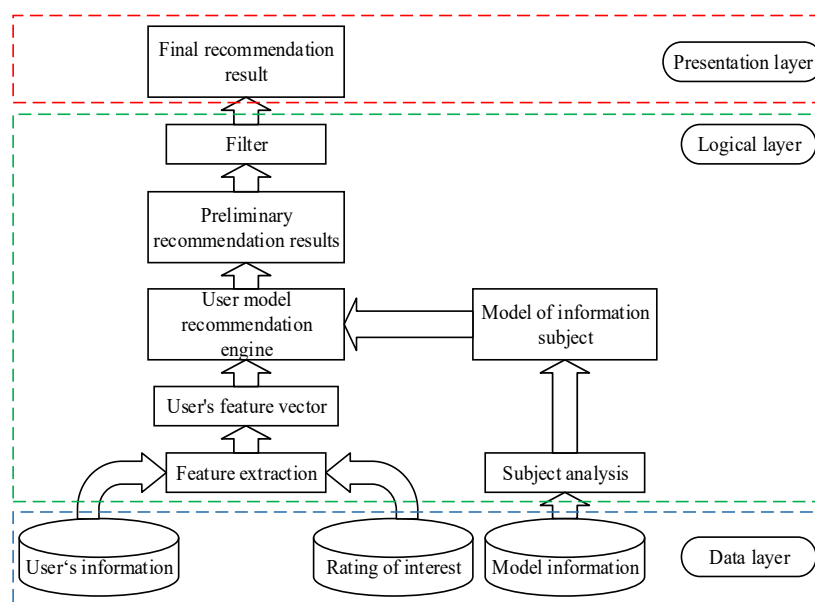 Final recommendation
result
Presentation layer
Filter
Logical layer
Preliminary
recommendation results
User model
recommendation
engine
Model of information
subject
User's feature vector
Feature extraction
Subject analysis
User‘s information
Rating of interest
Model information
Data layer